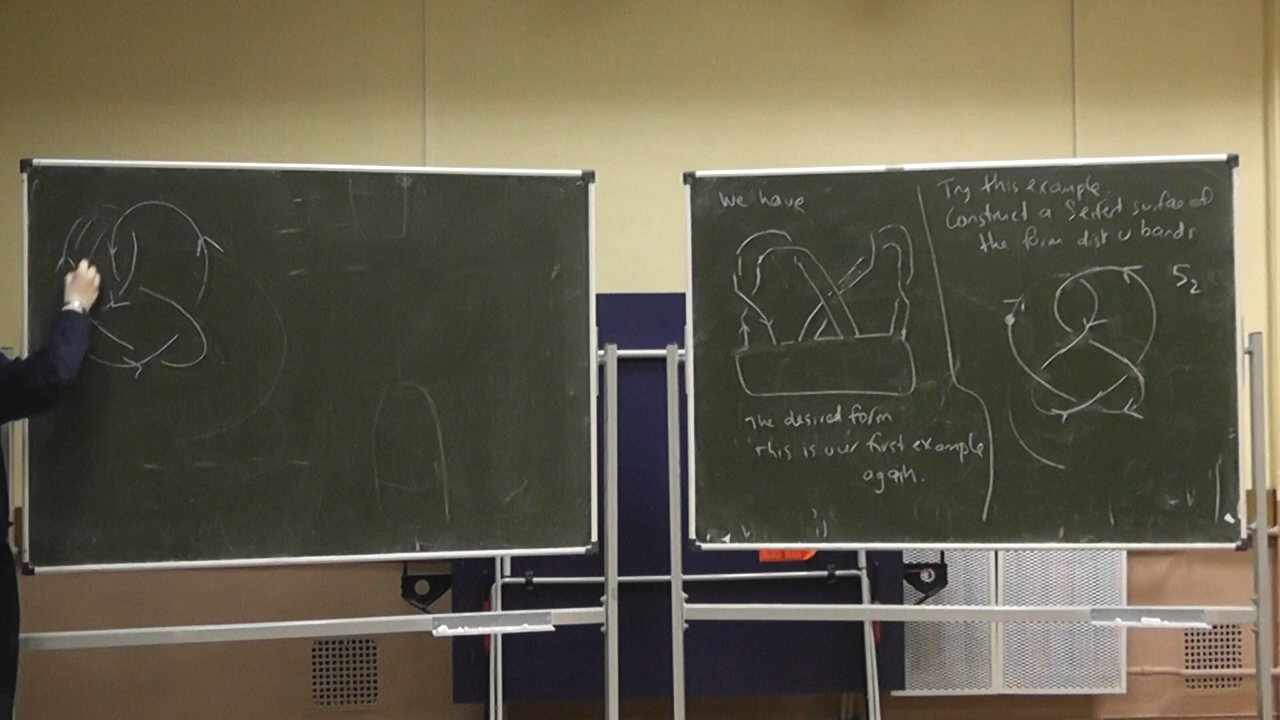 We have
The desired form
This is our first example
again.
Try this example.
Construct a Seifert surface of
the form disk ∪ bands
5₂